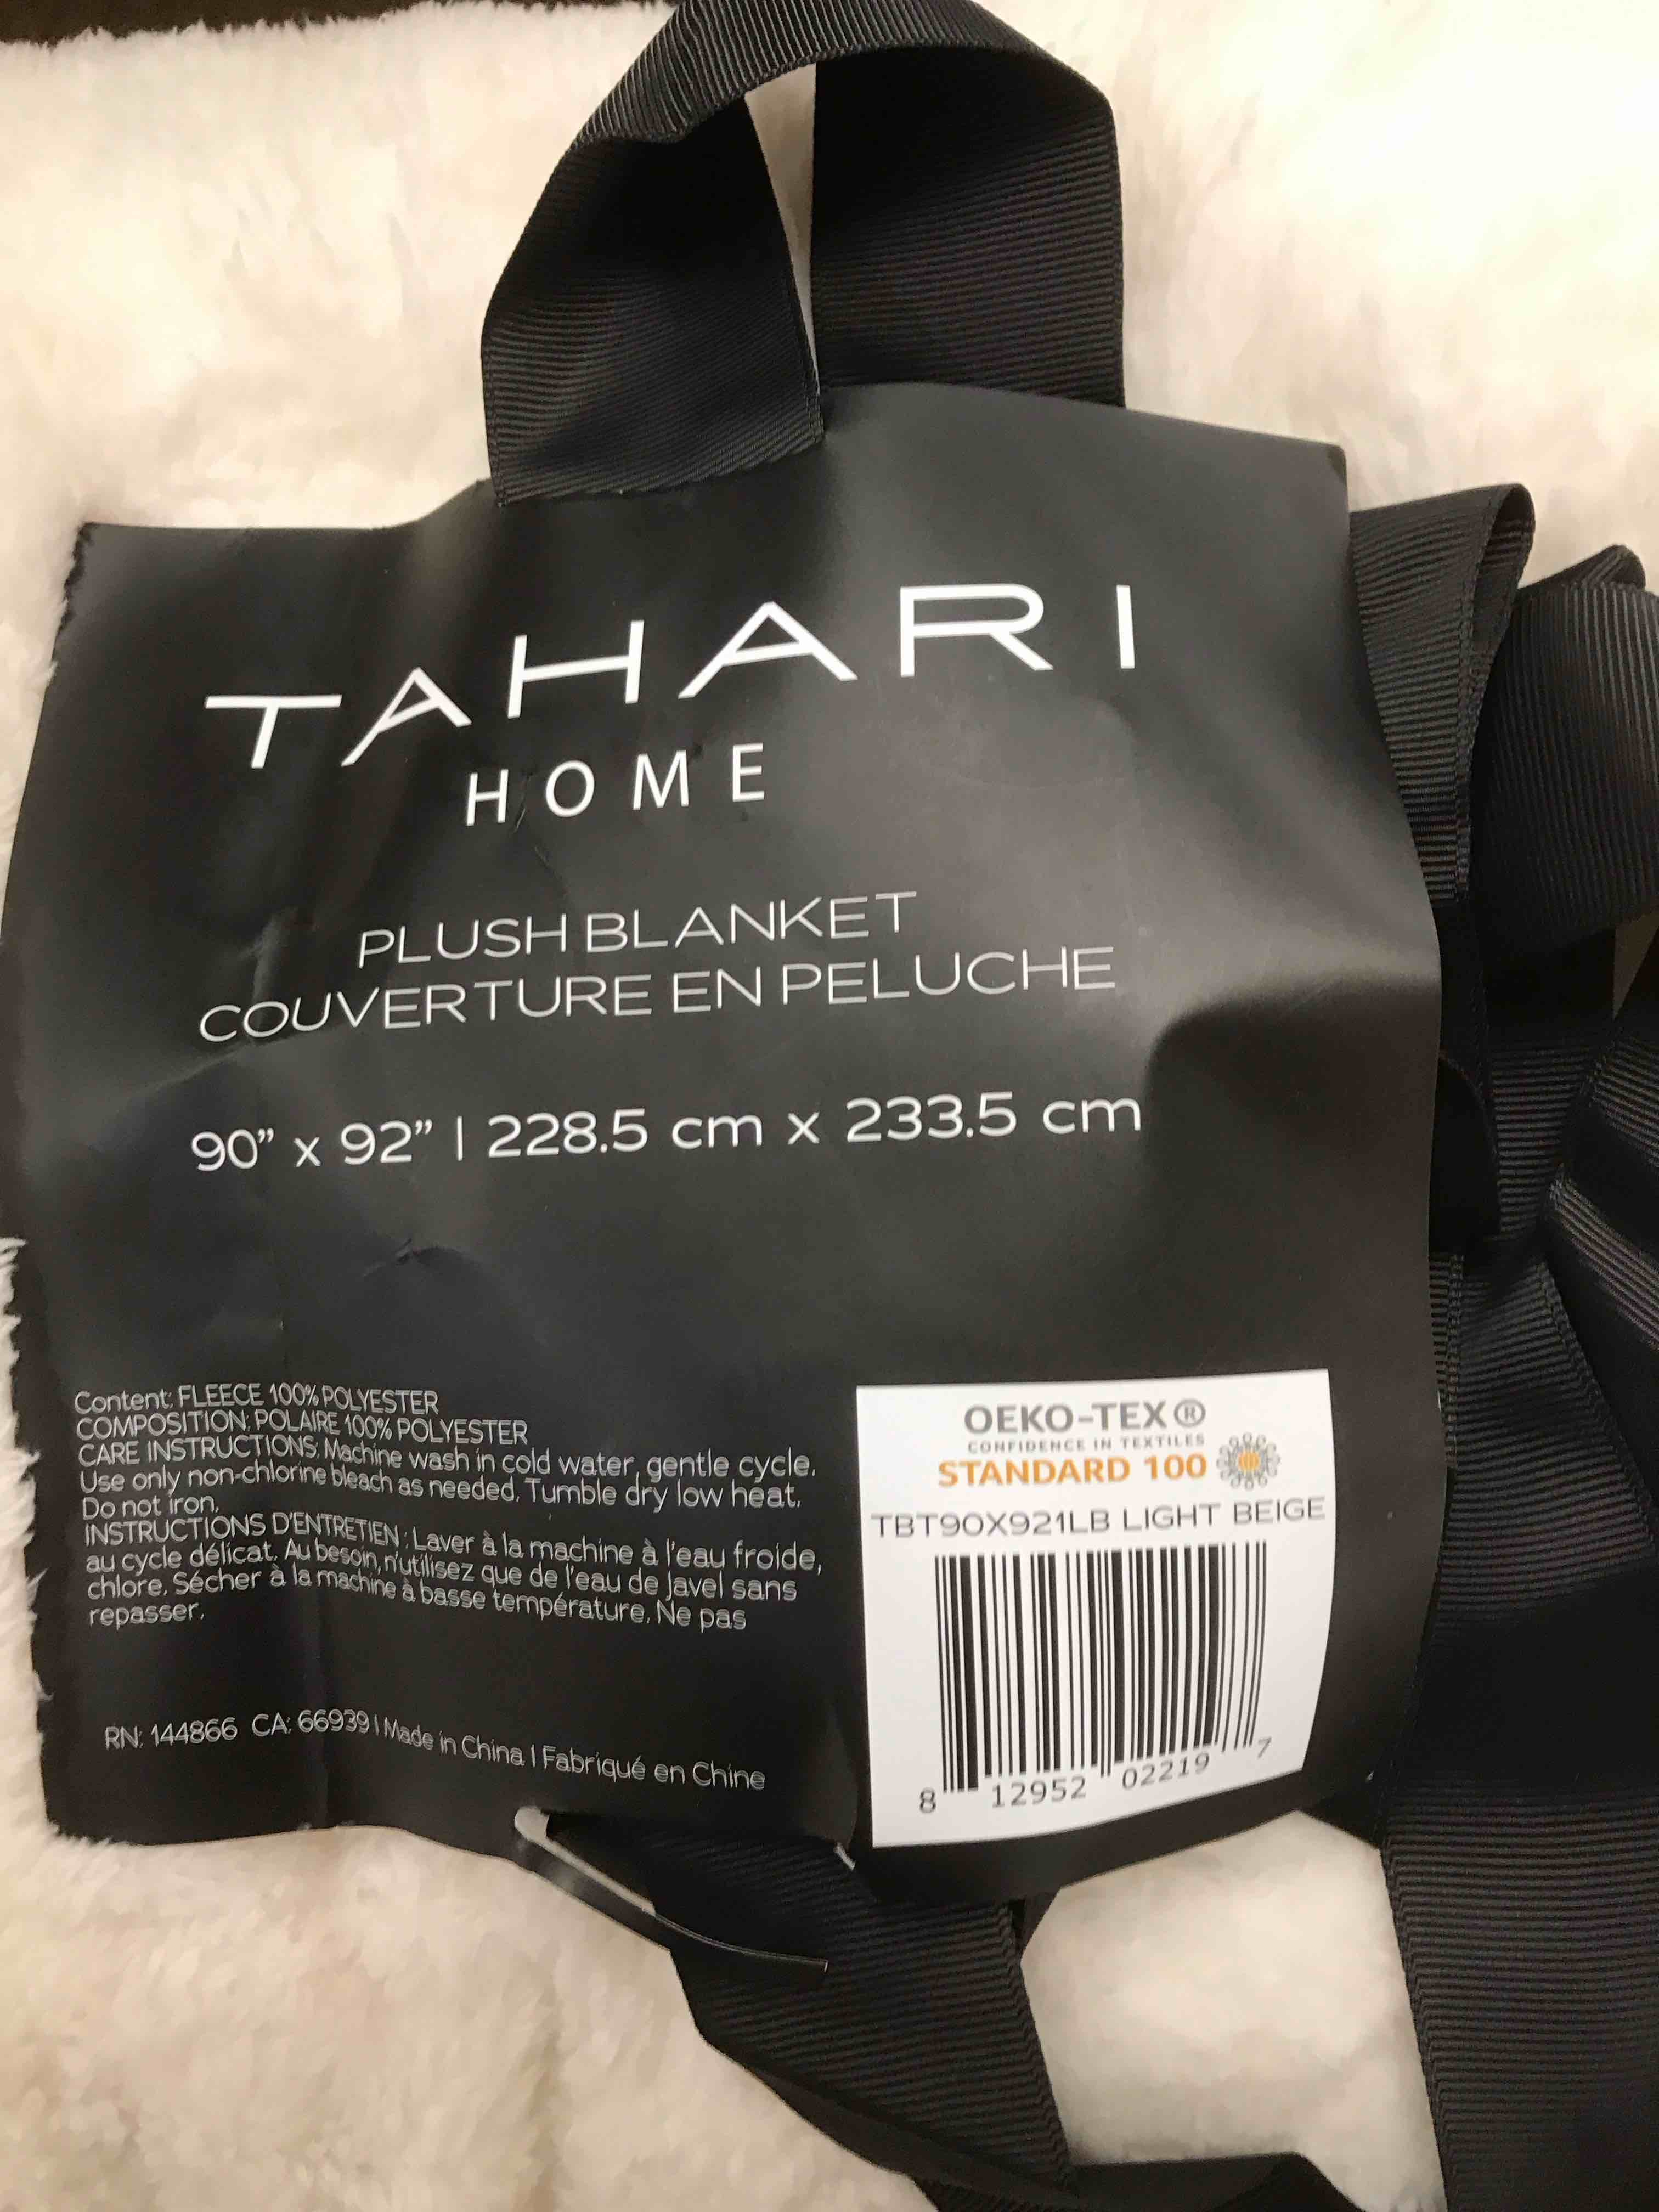 TAHARI
HOME
PLUSH BLANKET
COUVERTURE EN PELUCHE
90” x 92” | 228.5 cm x 233.5 cm
Content: FLEECE 100% POLYESTER
COMPOSITION: POLAIRE 100% POLYESTER
CARE INSTRUCTIONS: Machine wash in cold water, gentle cycle.
Use only non-chlorine bleach as needed. Tumble dry low heat.
Do not iron.
INSTRUCTIONS D'ENTRETIEN : Laver à la machine à l'eau froide,
au cycle délicat. Au besoin, n'utilisez que de l'eau de Javel sans
chlore. Sécher à la machine à basse température. Ne pas
repasser.
RN: 144866 CA: 66939 | Made in China | Fabriqué en Chine
OEKO-TEX®
CONFIDENCE IN TEXTILES
STANDARD 100
TBT90X921LB LIGHT BEIGE
8 12952 02219 7